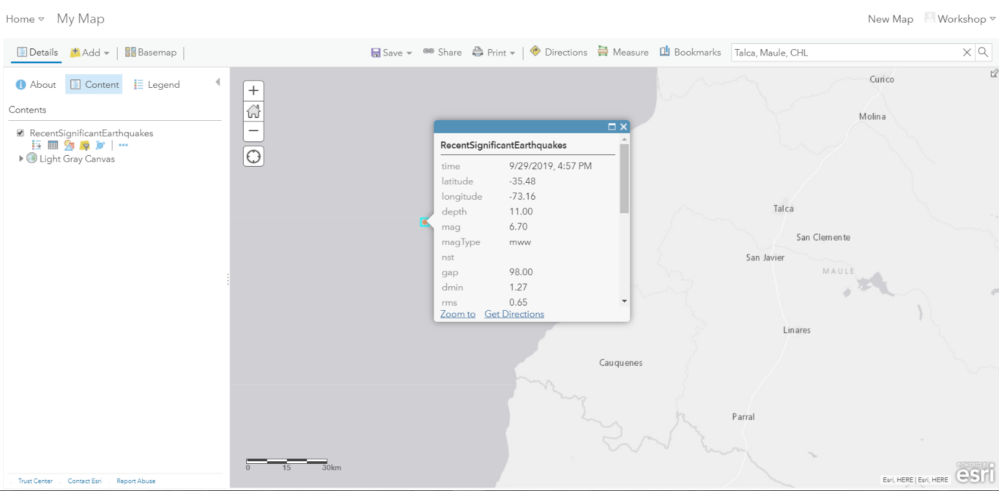 Home My Map New Map Workshop
Details Add Basemap Save Share Print Directions Measure Bookmarks Talca, Maule, CHL
About Content Legend
Contents
RecentSignificantEarthquakes
Light Gray Canvas
Trust Center . Contact Esri . Report Abuse
RecentSignificantEarthquakes
time 9/29/2019, 4:57 PM
latitude -35.48
longitude -73.16
depth 11.00
mag 6.70
magType mww
nst
gap 98.00
dmin 1.27
rms 0.65
Zoom to Get Directions
Curico
Molina
Talca
San Clemente
San Javier
MAULE
Linares
Cauquenes
Parral
0 15 30km
Esri, HERE | Esri, HERE
POWERED BY
esri